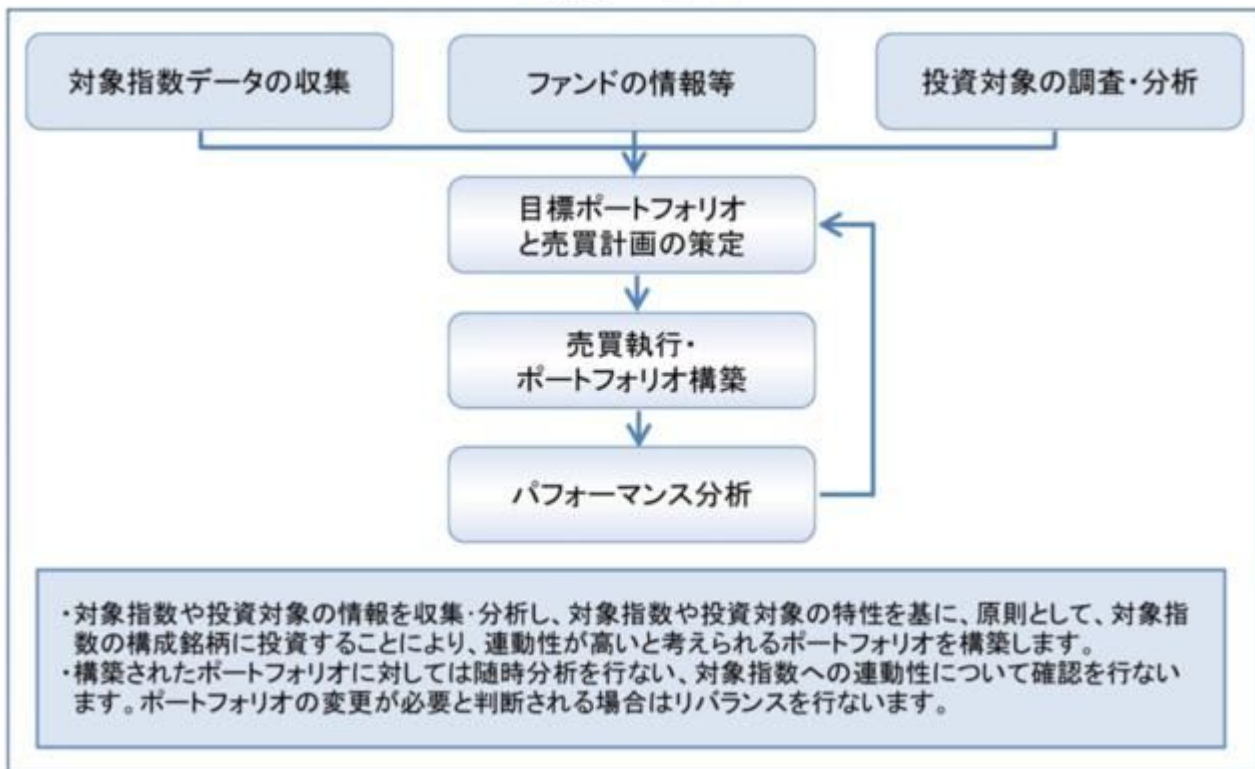 対象指数データの収集
ファンドの情報等
投資対象の調査・分析
目標ポートフォリオ
と売買計画の策定
売買執行・
ポートフォリオ構築
パフォーマンス分析
・対象指数や投資対象の情報を収集・分析し、対象指数や投資対象の特性を基に、原則として、対象指
数の構成銘柄に投資することにより、連動性が高いと考えられるポートフォリオを構築します。
・構築されたポートフォリオに対しては随時分析を行ない、対象指数への連動性について確認を行ない
ます。ポートフォリオの変更が必要と判断される場合はリバランスを行ないます。